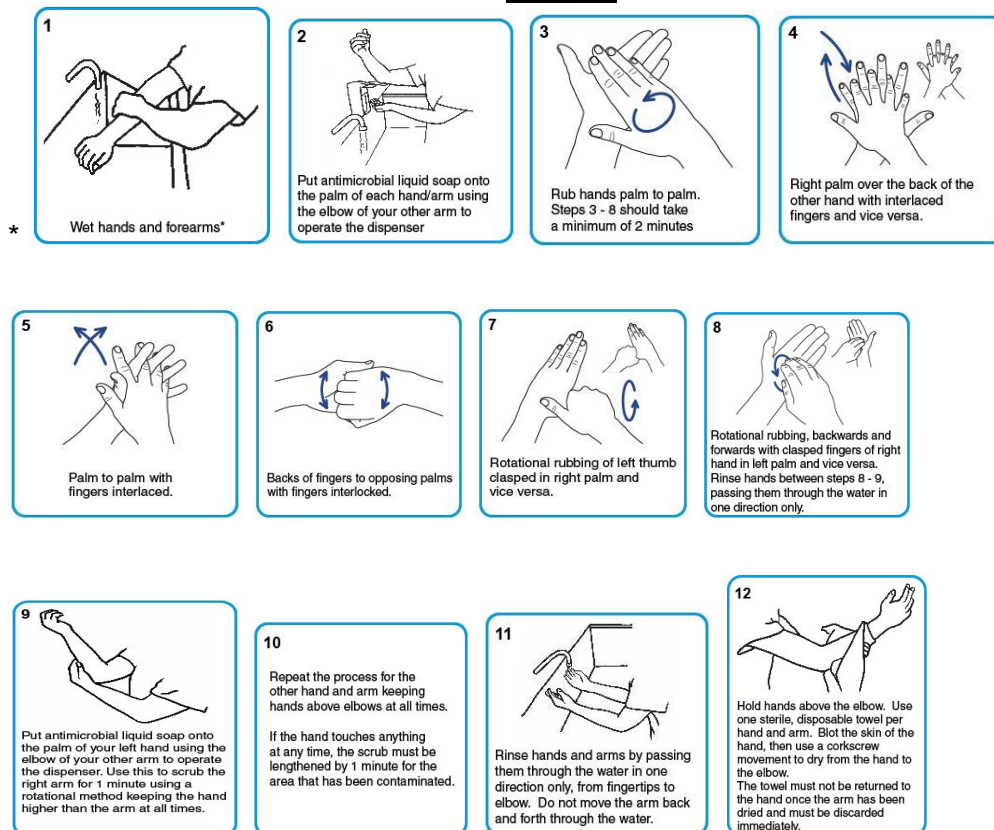 1
Wet hands and forearms*
*
2
Put antimicrobial liquid soap onto
the palm of each hand/arm using
the elbow of your other arm to
operate the dispenser
3
Rub hands palm to palm.
Steps 3 - 8 should take
a minimum of 2 minutes
4
Right palm over the back of the
other hand with interlaced
fingers and vice versa.
5
Palm to palm with
fingers interlaced.
6
Backs of fingers to opposing palms
with fingers interlocked.
7
Rotational rubbing of left thumb
clasped in right palm and
vice versa.
8
Rotational rubbing, backwards and
forwards with clasped fingers of right
hand in left palm and vice versa.
Rinse hands between steps 8 - 9,
passing them through the water in
one direction only.
9
Put antimicrobial liquid soap onto
the palm of your left hand using the
elbow of your other arm to operate
the dispenser. Use this to scrub the
right arm for 1 minute using a
rotational method keeping the hand
higher than the arm at all times.
10
Repeat the process for the
other hand and arm keeping
hands above elbows at all times.
If the hand touches anything
at any time, the scrub must be
lengthened by 1 minute for the
area that has been contaminated.
11
Rinse hands and arms by passing
them through the water in one
direction only, from fingertips to
elbow. Do not move the arm back
and forth through the water.
12
Hold hands above the elbow. Use
one sterile, disposable towel per
hand and arm. Blot the skin of the
hand, then use a corkscrew
movement to dry from the hand to
the elbow.
The towel must not be returned to
the hand once the arm has been
dried and must be discarded
immediately.